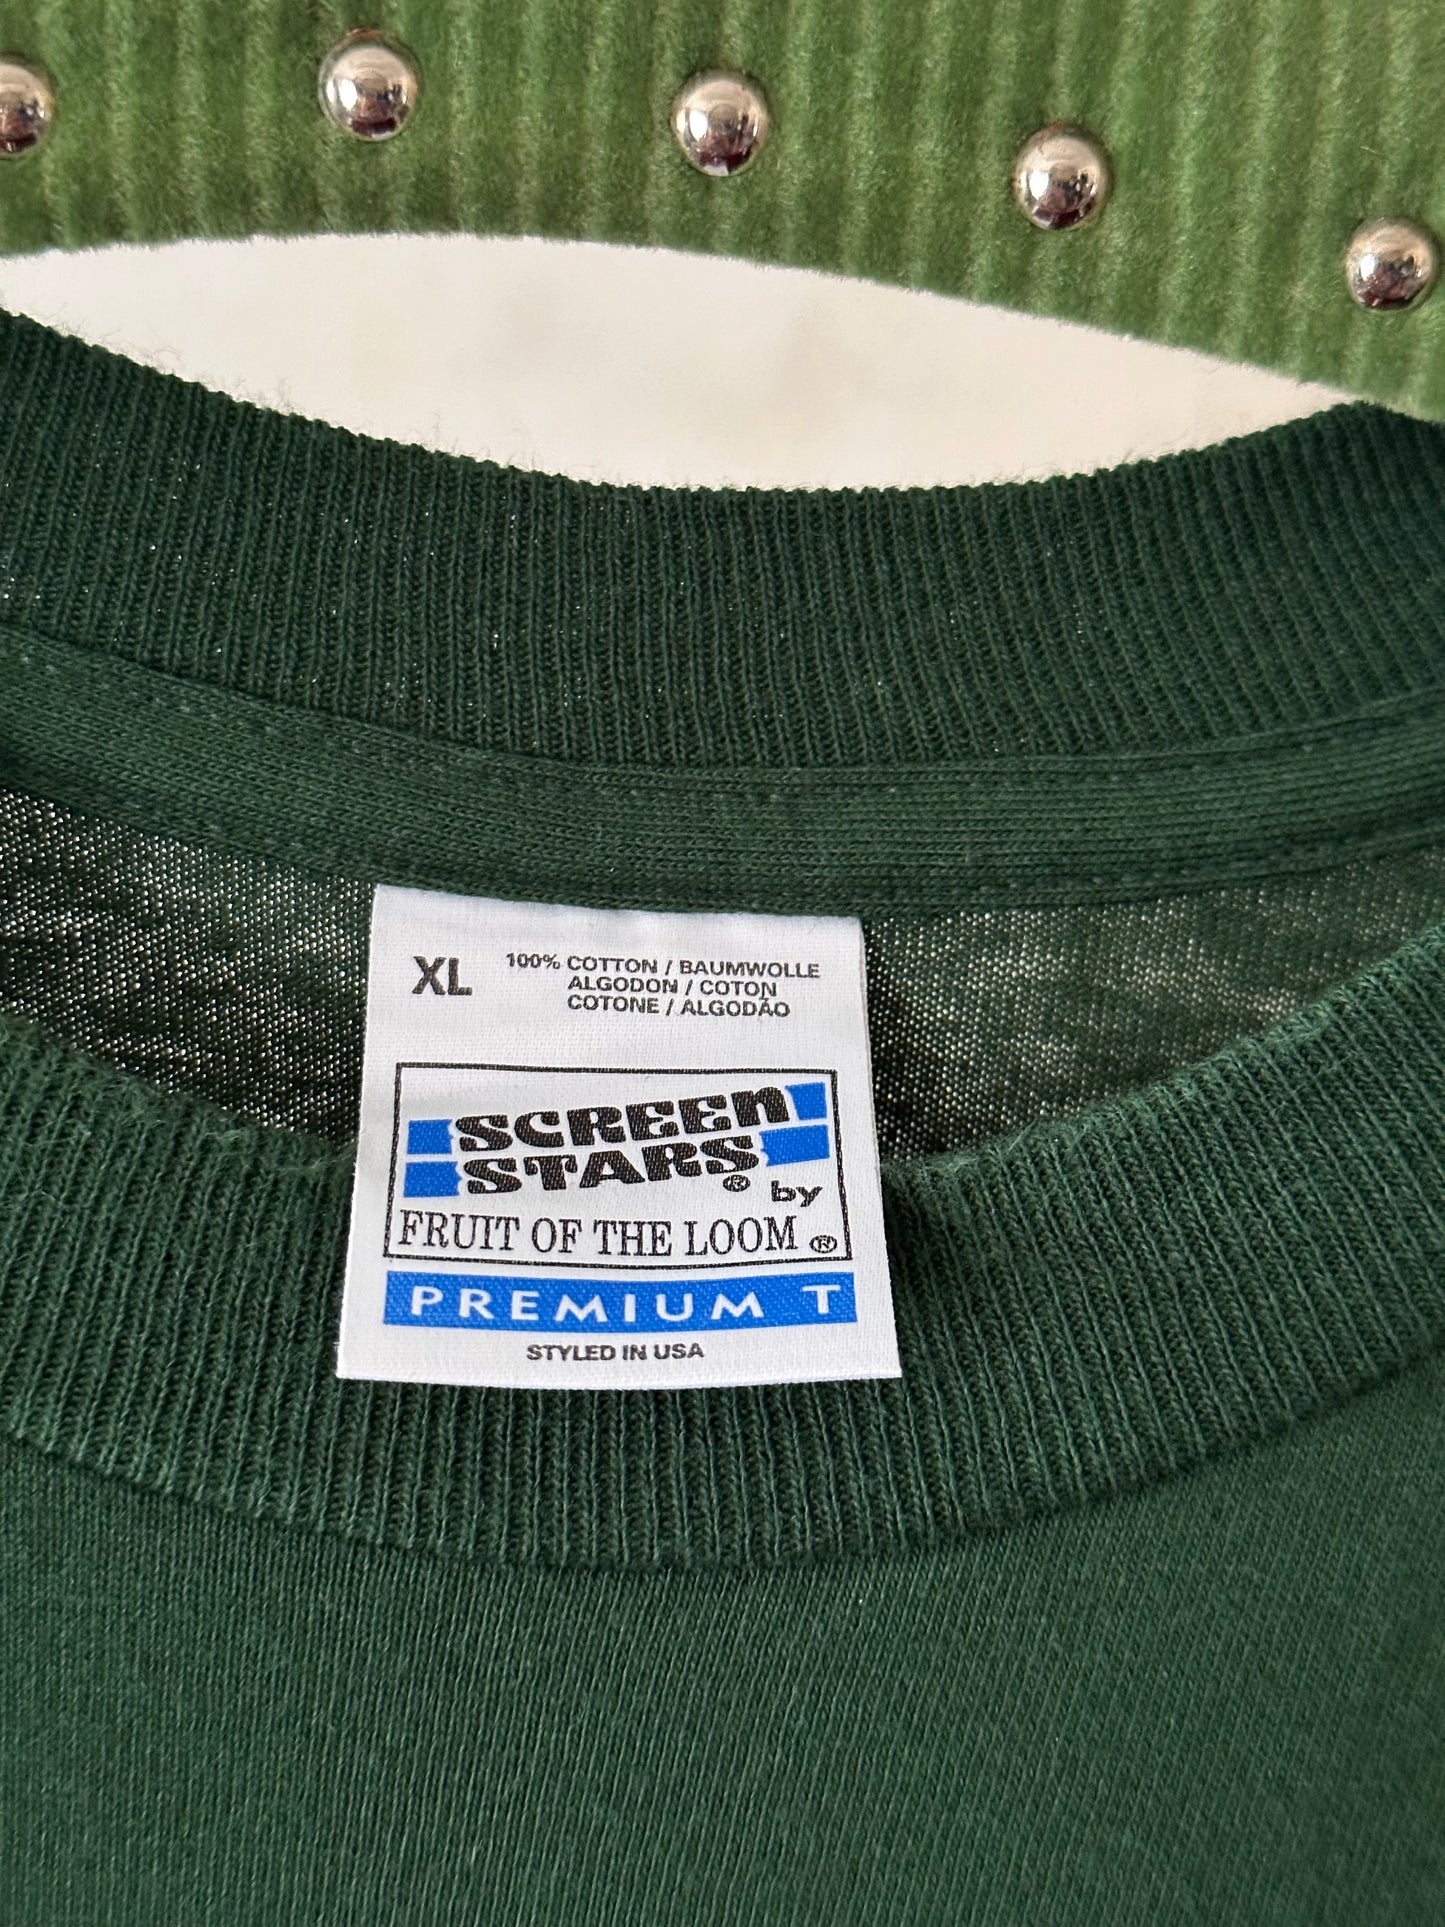 XL
100% COTTON / BAUMWOLLE
ALGODON / COTON
COTONE / ALGODÃO
SCREEN
STARS® by
FRUIT OF THE LOOM ®
PREMIUM T
STYLED IN USA